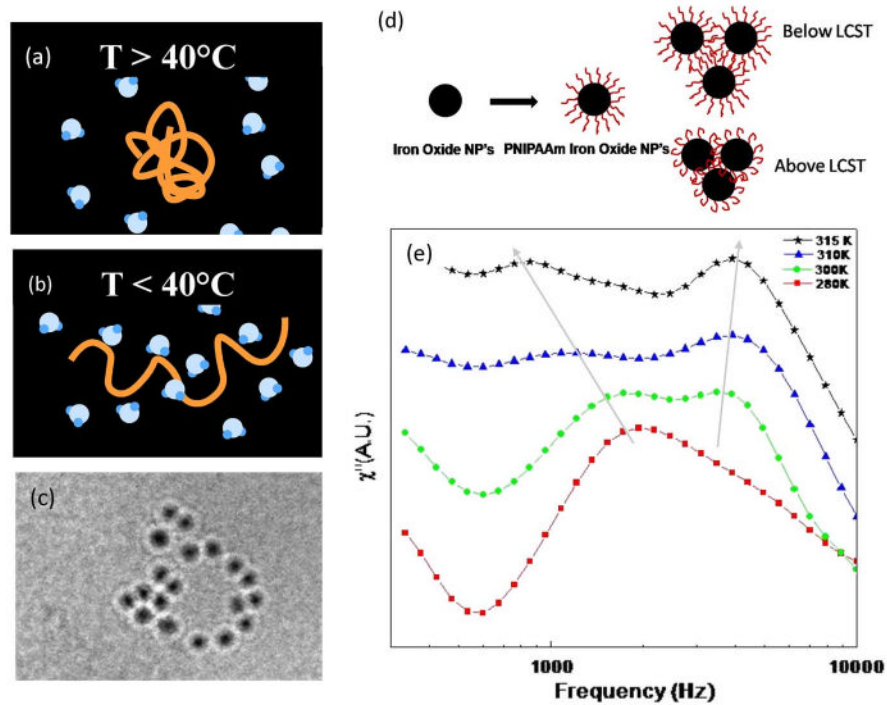 (a)
T > 40°C
(b)
T < 40°C
(c)
(d)
Below LCST
Iron Oxide NP's
PNIPAAm Iron Oxide NP's
Above LCST
(e)
315 K
310K
300K
280K
χ''(A.U.)
1000
10000
Frequency (Hz)